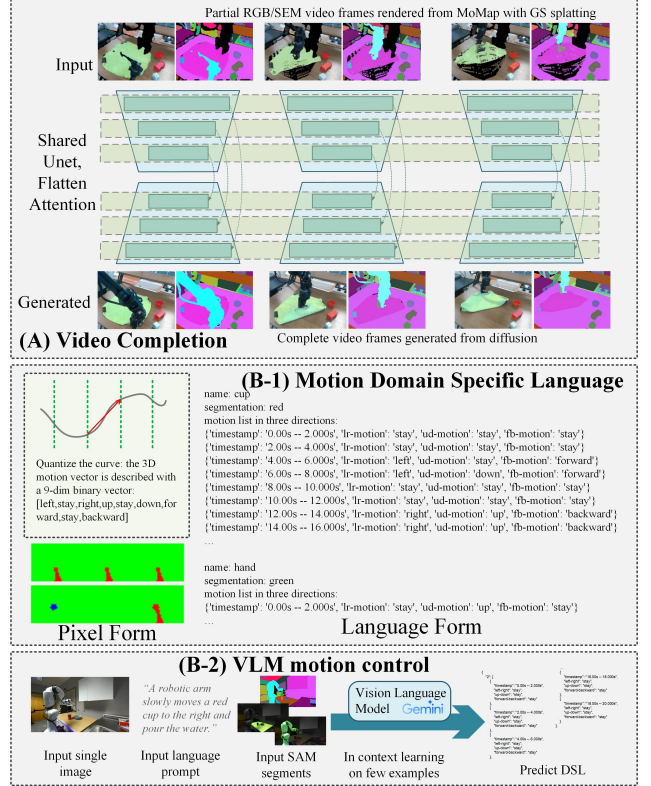 Partial RGB/SEM video frames rendered from MoMap with GS splatting
Input
Shared
Unet,
Flatten
Attention
Generated
(A) Video Completion
Complete video frames generated from diffusion
(B-1) Motion Domain Specific Language
Quantize the curve: the 3D
motion vector is described with
a 9-dim binary vector:
[left,stay,right,up,stay,down,for
ward,stay,backward]
Pixel Form
name: cup
segmentation: red
motion list in three directions:
{'timestamp': '0.00s -- 2.000s', 'lr-motion': 'stay', 'ud-motion': 'stay', 'fb-motion': 'stay'}
{'timestamp': '2.00s -- 4.000s', 'lr-motion': 'stay', 'ud-motion': 'stay', 'fb-motion': 'stay'}
{'timestamp': '4.00s -- 6.000s', 'lr-motion': 'left', 'ud-motion': 'stay', 'fb-motion': 'forward'}
{'timestamp': '6.00s -- 8.000s', 'lr-motion': 'left', 'ud-motion': 'down', 'fb-motion': 'forward'}
{'timestamp': '8.00s -- 10.000s', 'lr-motion': 'stay', 'ud-motion': 'stay', 'fb-motion': 'stay'}
{'timestamp': '10.00s -- 12.000s', 'lr-motion': 'stay', 'ud-motion': 'stay', 'fb-motion': 'stay'}
{'timestamp': '12.00s -- 14.000s', 'lr-motion': 'right', 'ud-motion': 'up', 'fb-motion': 'backward'}
{'timestamp': '14.00s -- 16.000s', 'lr-motion': 'right', 'ud-motion': 'up', 'fb-motion': 'backward'}
...
name: hand
segmentation: green
motion list in three directions:
{'timestamp': '0.00s -- 2.000s', 'lr-motion': 'stay', 'ud-motion': 'up', 'fb-motion': 'stay'}
...
Language Form
(B-2) VLM motion control
Input single
image
"A robotic arm
slowly moves a red
cup to the right and
pour the water."
Input language
prompt
Input SAM
segments
Vision Language
Model Gemini
In context learning
on few examples
Predict DSL